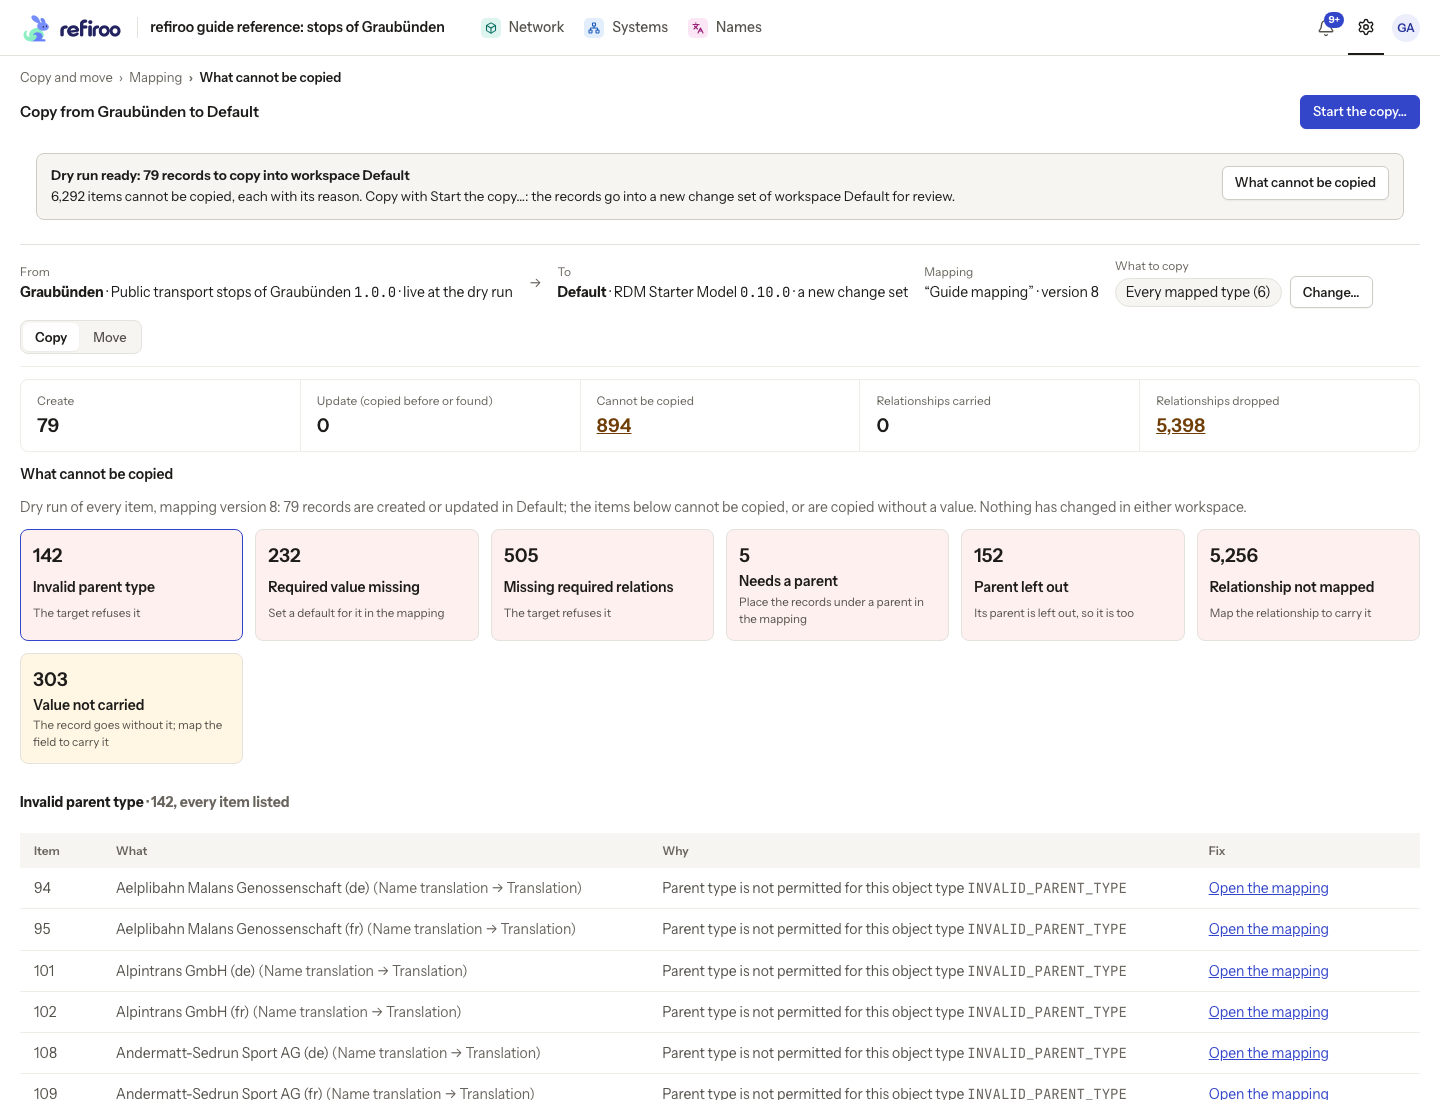 refiroo
refiroo guide reference: stops of Graubünden
Network
Systems
Names
9+
GA
Copy and move › Mapping › What cannot be copied
Copy from Graubünden to Default
Start the copy...
Dry run ready: 79 records to copy into workspace Default
6,292 items cannot be copied, each with its reason. Copy with Start the copy...: the records go into a new change set of workspace Default for review.
What cannot be copied
From
Graubünden · Public transport stops of Graubünden 1.0.0 · live at the dry run
→
To
Default · RDM Starter Model 0.10.0 · a new change set
Mapping
“Guide mapping” · version 8
What to copy
Every mapped type (6)
Change...
Copy
Move
Create
79
Update (copied before or found)
0
Cannot be copied
894
Relationships carried
0
Relationships dropped
5,398
What cannot be copied
Dry run of every item, mapping version 8: 79 records are created or updated in Default; the items below cannot be copied, or are copied without a value. Nothing has changed in either workspace.
142
Invalid parent type
The target refuses it
232
Required value missing
Set a default for it in the mapping
505
Missing required relations
The target refuses it
5
Needs a parent
Place the records under a parent in
the mapping
152
Parent left out
Its parent is left out, so it is too
5,256
Relationship not mapped
Map the relationship to carry it
303
Value not carried
The record goes without it; map the
field to carry it
Invalid parent type · 142, every item listed
Item What Why Fix
94 Aelplibahn Malans Genossenschaft (de) (Name translation → Translation) Parent type is not permitted for this object type INVALID_PARENT_TYPE Open the mapping
95 Aelplibahn Malans Genossenschaft (fr) (Name translation → Translation) Parent type is not permitted for this object type INVALID_PARENT_TYPE Open the mapping
101 Alpintrans GmbH (de) (Name translation → Translation) Parent type is not permitted for this object type INVALID_PARENT_TYPE Open the mapping
102 Alpintrans GmbH (fr) (Name translation → Translation) Parent type is not permitted for this object type INVALID_PARENT_TYPE Open the mapping
108 Andermatt-Sedrun Sport AG (de) (Name translation → Translation) Parent type is not permitted for this object type INVALID_PARENT_TYPE Open the mapping
109 Andermatt-Sedrun Sport AG (fr) (Name translation → Translation) Parent type is not permitted for this object type INVALID_PARENT_TYPE Open the mapping